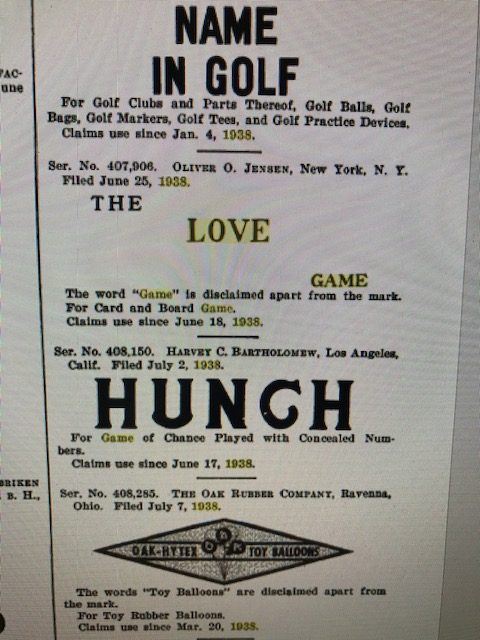 NAME
IN GOLF
FAC-
une
For Golf Clubs and Parts Thereof, Golf Balls, Golf
Bags, Golf Markers, Golf Tees, and Golf Practice Devices.
Claims use since Jan. 4, 1938.
Ser. No. 407,906. OLIVER O. JENSEN, New York, N. Y.
Filed June 25, 1938.
THE
LOVE
GAME
The word "Game" is disclaimed apart from the mark.
For Card and Board Game.
Claims use since June 18, 1938.
Ser. No. 408,150. HARVEY C. BARTHOLOMEW, Los Angeles,
Calif. Filed July 2, 1938.
HUNCH
For Game of Chance Played with Concealed Num-
bers.
Claims use since June 17, 1938.
BRIKEN
B. H.,
Ser. No. 408,285. THE OAK RUBBER COMPANY, Ravenna,
Ohio. Filed July 7, 1938.
OAK-HYTEX OAK TOY BALLOONS
The words "Toy Balloons" are disclaimed apart from
the mark.
For Toy Rubber Balloons.
Claims use since Mar. 20, 1938.